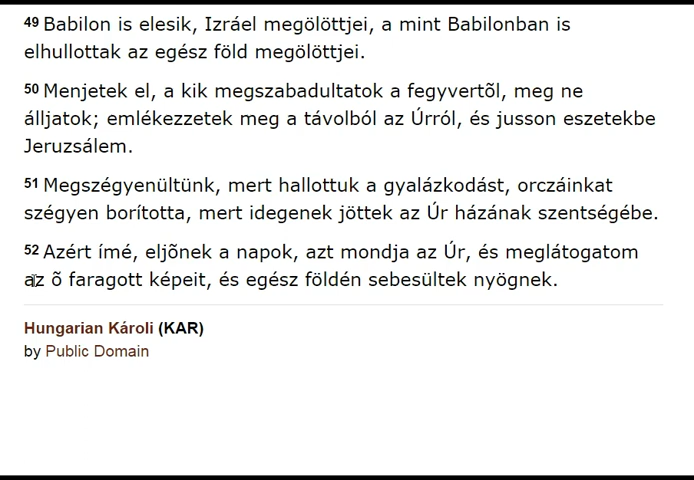 49 Babilon is elesik, Izráel megölöttjei, a mint Babilonban is
elhullottak az egész föld megölöttjei.
50 Menjetek el, a kik megszabadultatok a fegyvertõl, meg ne
álljatok; emlékezzetek meg a távolból az Úrról, és jusson eszetekbe
Jeruzsálem.
51 Megszégyenültünk, mert hallottuk a gyalázkodást, orczáinkat
szégyen borította, mert idegenek jöttek az Úr házának szentségébe.
52 Azért ímé, eljõnek a napok, azt mondja az Úr, és meglátogatom
az õ faragott képeit, és egész földén sebesültek nyögnek.
Hungarian Károli (KAR)
by Public Domain